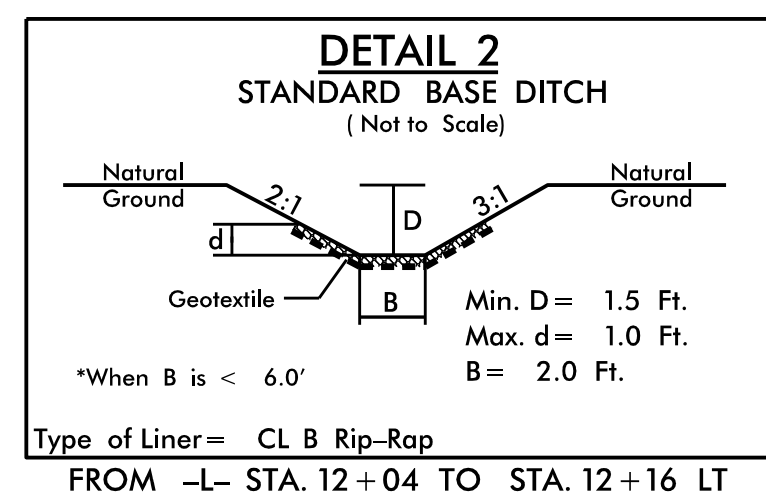 DETAIL 2
STANDARD BASE DITCH
( Not to Scale)
Natural
Ground
2:1
D
3:1
Natural
Ground
d
Geotextile
B
Min. D = 1.5 Ft.
Max. d = 1.0 Ft.
B = 2.0 Ft.
*When B is < 6.0'
Type of Liner = CL B Rip-Rap
FROM -L- STA. 12+04 TO STA. 12+16 LT